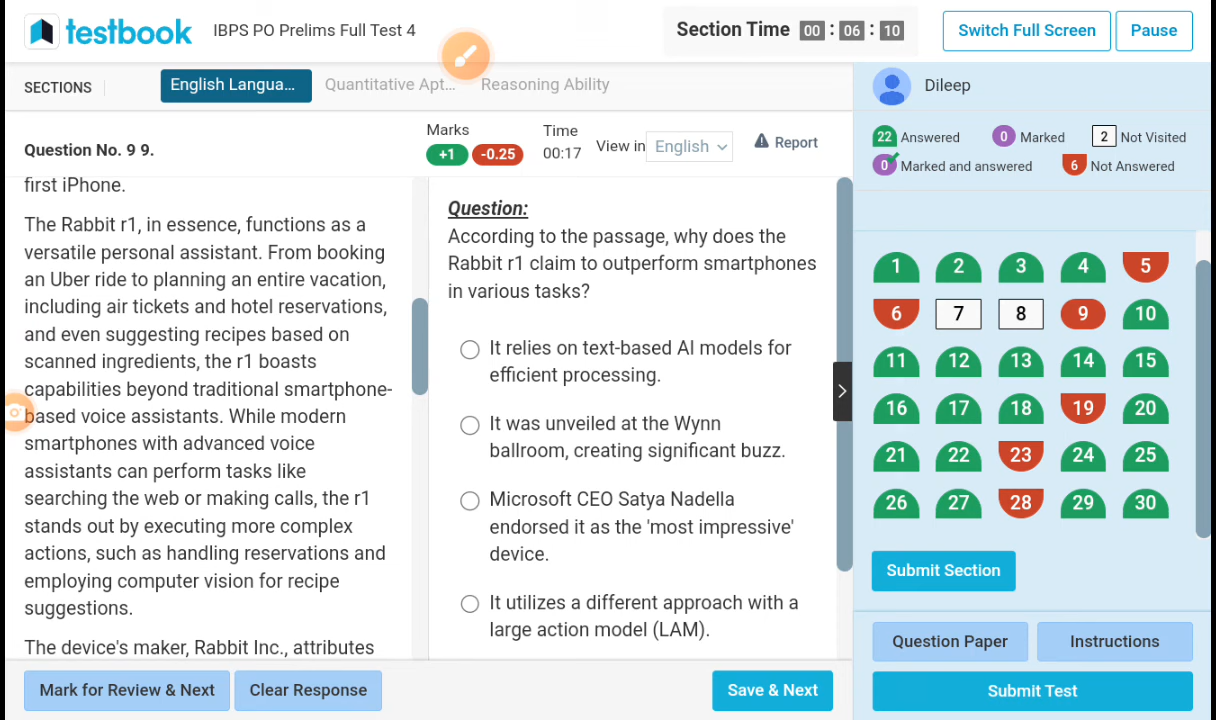 testbook
IBPS PO Prelims Full Test 4
Section Time 00 : 06 : 10
Switch Full Screen
Pause
SECTIONS
English Langua...
Quantitative Apt...
Reasoning Ability
Dileep
22 Answered
0 Marked
2 Not Visited
0 Marked and answered
6 Not Answered
Question No. 9 9.
Marks
+1 -0.25
Time
00:17
View in English
Report
first iPhone.
The Rabbit r1, in essence, functions as a
versatile personal assistant. From booking
an Uber ride to planning an entire vacation,
including air tickets and hotel reservations,
and even suggesting recipes based on
scanned ingredients, the r1 boasts
capabilities beyond traditional smartphone-
based voice assistants. While modern
smartphones with advanced voice
assistants can perform tasks like
searching the web or making calls, the r1
stands out by executing more complex
actions, such as handling reservations and
employing computer vision for recipe
suggestions.
The device's maker, Rabbit Inc., attributes
Question:
According to the passage, why does the
Rabbit r1 claim to outperform smartphones
in various tasks?
It relies on text-based AI models for
efficient processing.
It was unveiled at the Wynn
ballroom, creating significant buzz.
Microsoft CEO Satya Nadella
endorsed it as the 'most impressive'
device.
It utilizes a different approach with a
large action model (LAM).
1 2 3 4 5
6 7 8 9 10
11 12 13 14 15
16 17 18 19 20
21 22 23 24 25
26 27 28 29 30
Submit Section
Question Paper
Instructions
Mark for Review & Next
Clear Response
Save & Next
Submit Test